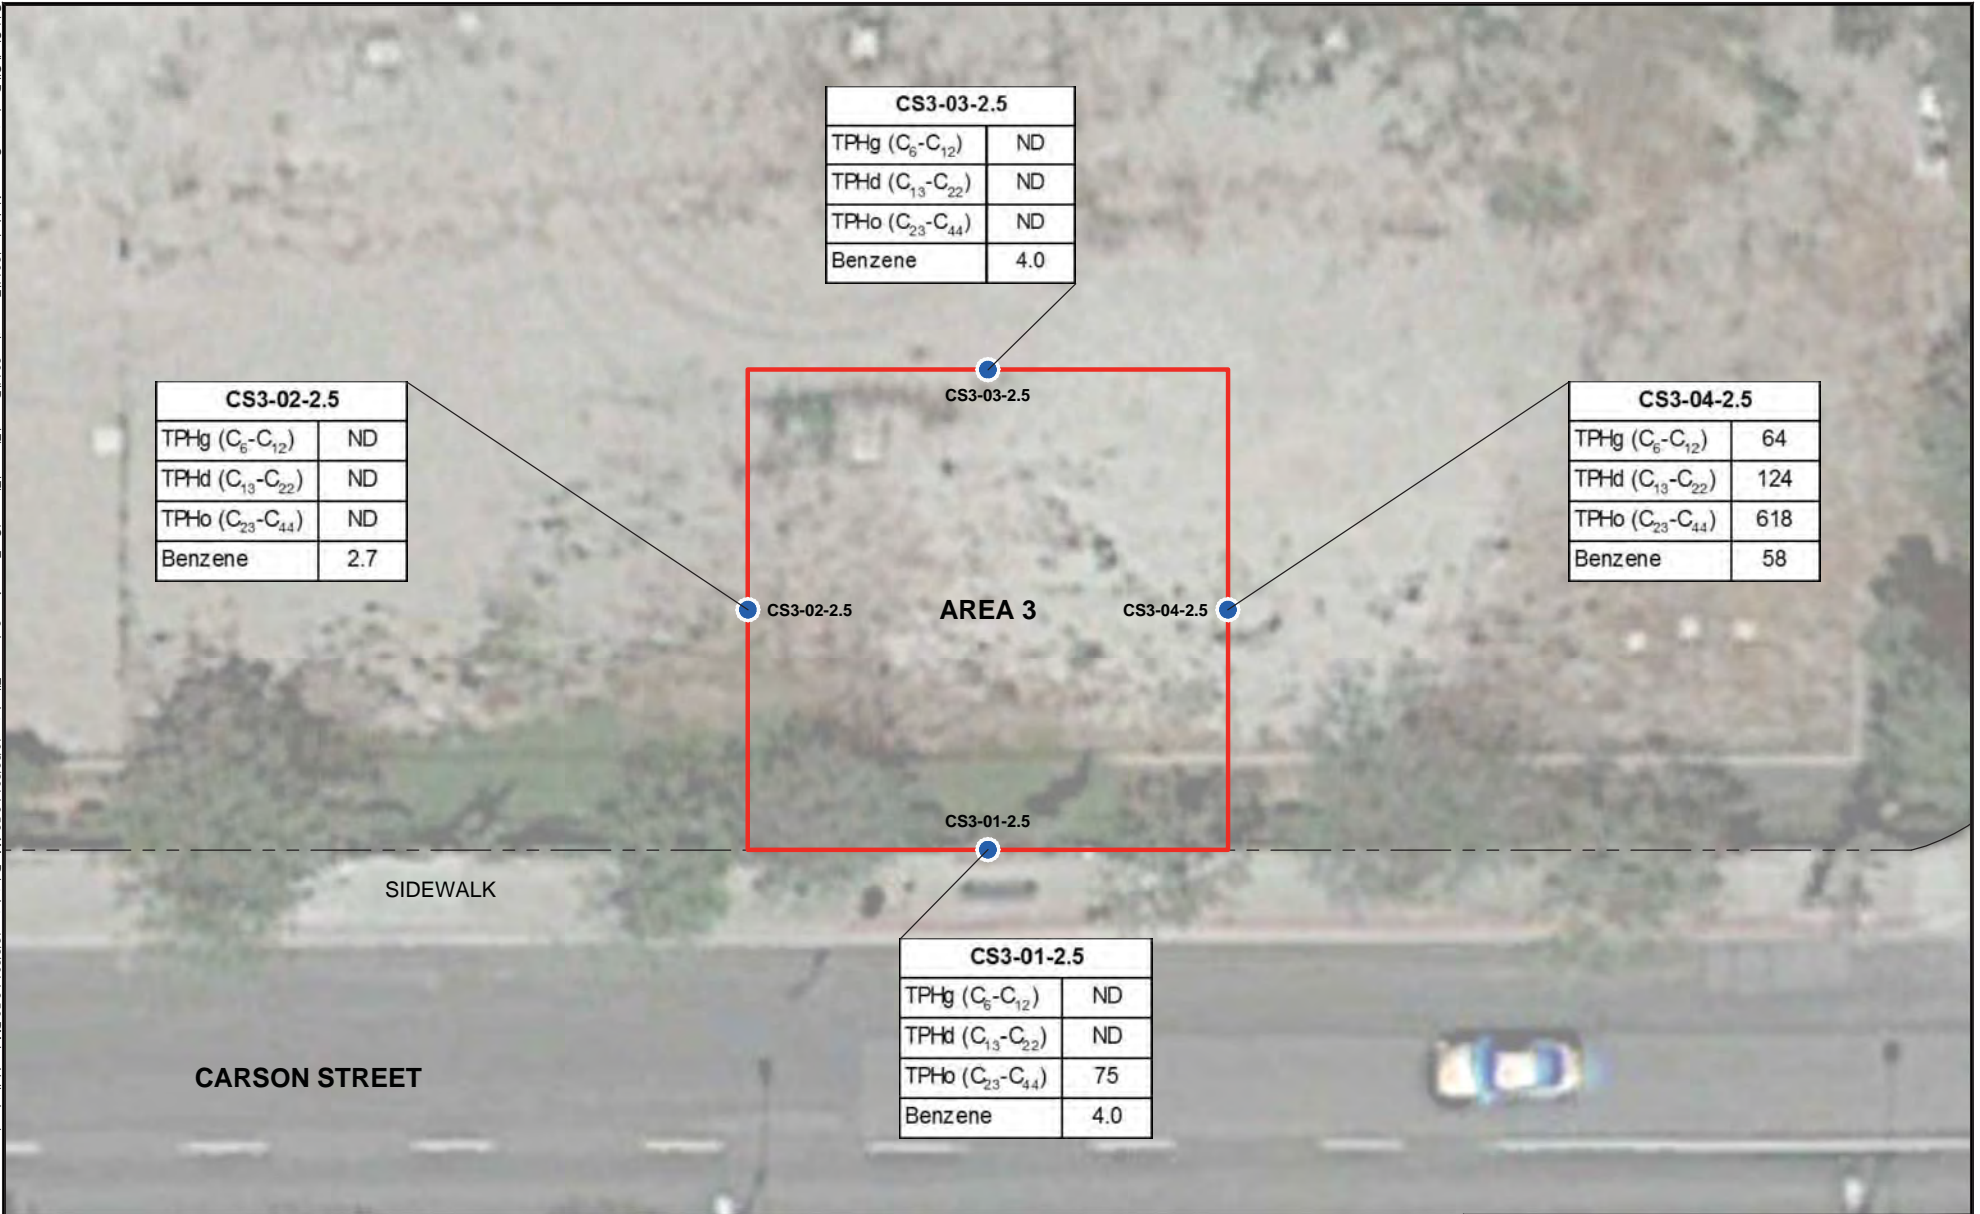 CS3-03-2.5
TPHg (C₆-C₁₂) ND
TPHd (C₁₃-C₂₂) ND
TPHo (C₂₃-C₄₄) ND
Benzene 4.0
CS3-02-2.5
TPHg (C₆-C₁₂) ND
TPHd (C₁₃-C₂₂) ND
TPHo (C₂₃-C₄₄) ND
Benzene 2.7
CS3-04-2.5
TPHg (C₆-C₁₂) 64
TPHd (C₁₃-C₂₂) 124
TPHo (C₂₃-C₄₄) 618
Benzene 58
CS3-03-2.5
CS3-02-2.5
AREA 3
CS3-04-2.5
CS3-01-2.5
SIDEWALK
CS3-01-2.5
TPHg (C₆-C₁₂) ND
TPHd (C₁₃-C₂₂) ND
TPHo (C₂₃-C₄₄) 75
Benzene 4.0
CARSON STREET